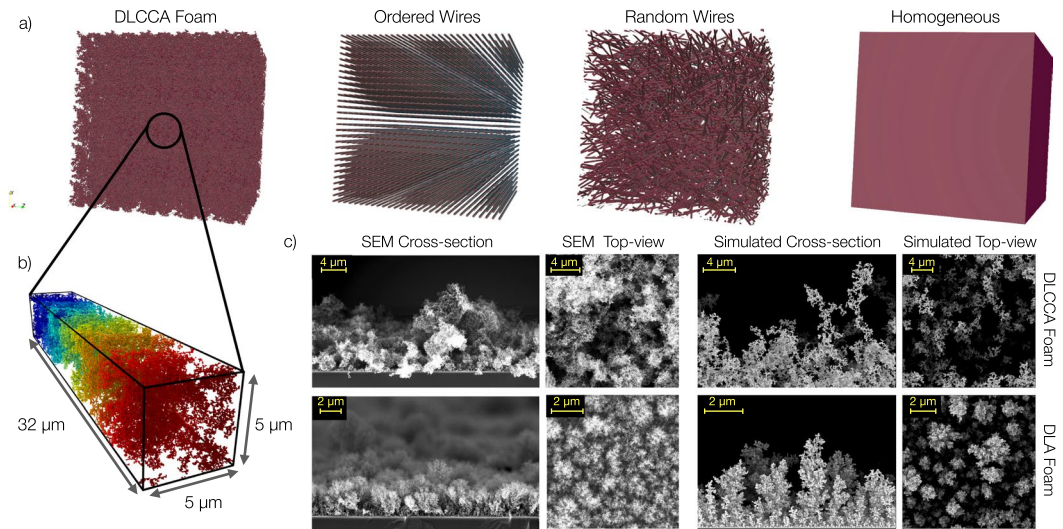 a)
DLCCA Foam
Ordered Wires
Random Wires
Homogeneous
b)
32 µm
5 µm
5 µm
c)
SEM Cross-section
SEM Top-view
Simulated Cross-section
Simulated Top-view
4 µm
4 µm
4 µm
4 µm
DLCCA Foam
2 µm
2 µm
2 µm
2 µm
DLA Foam